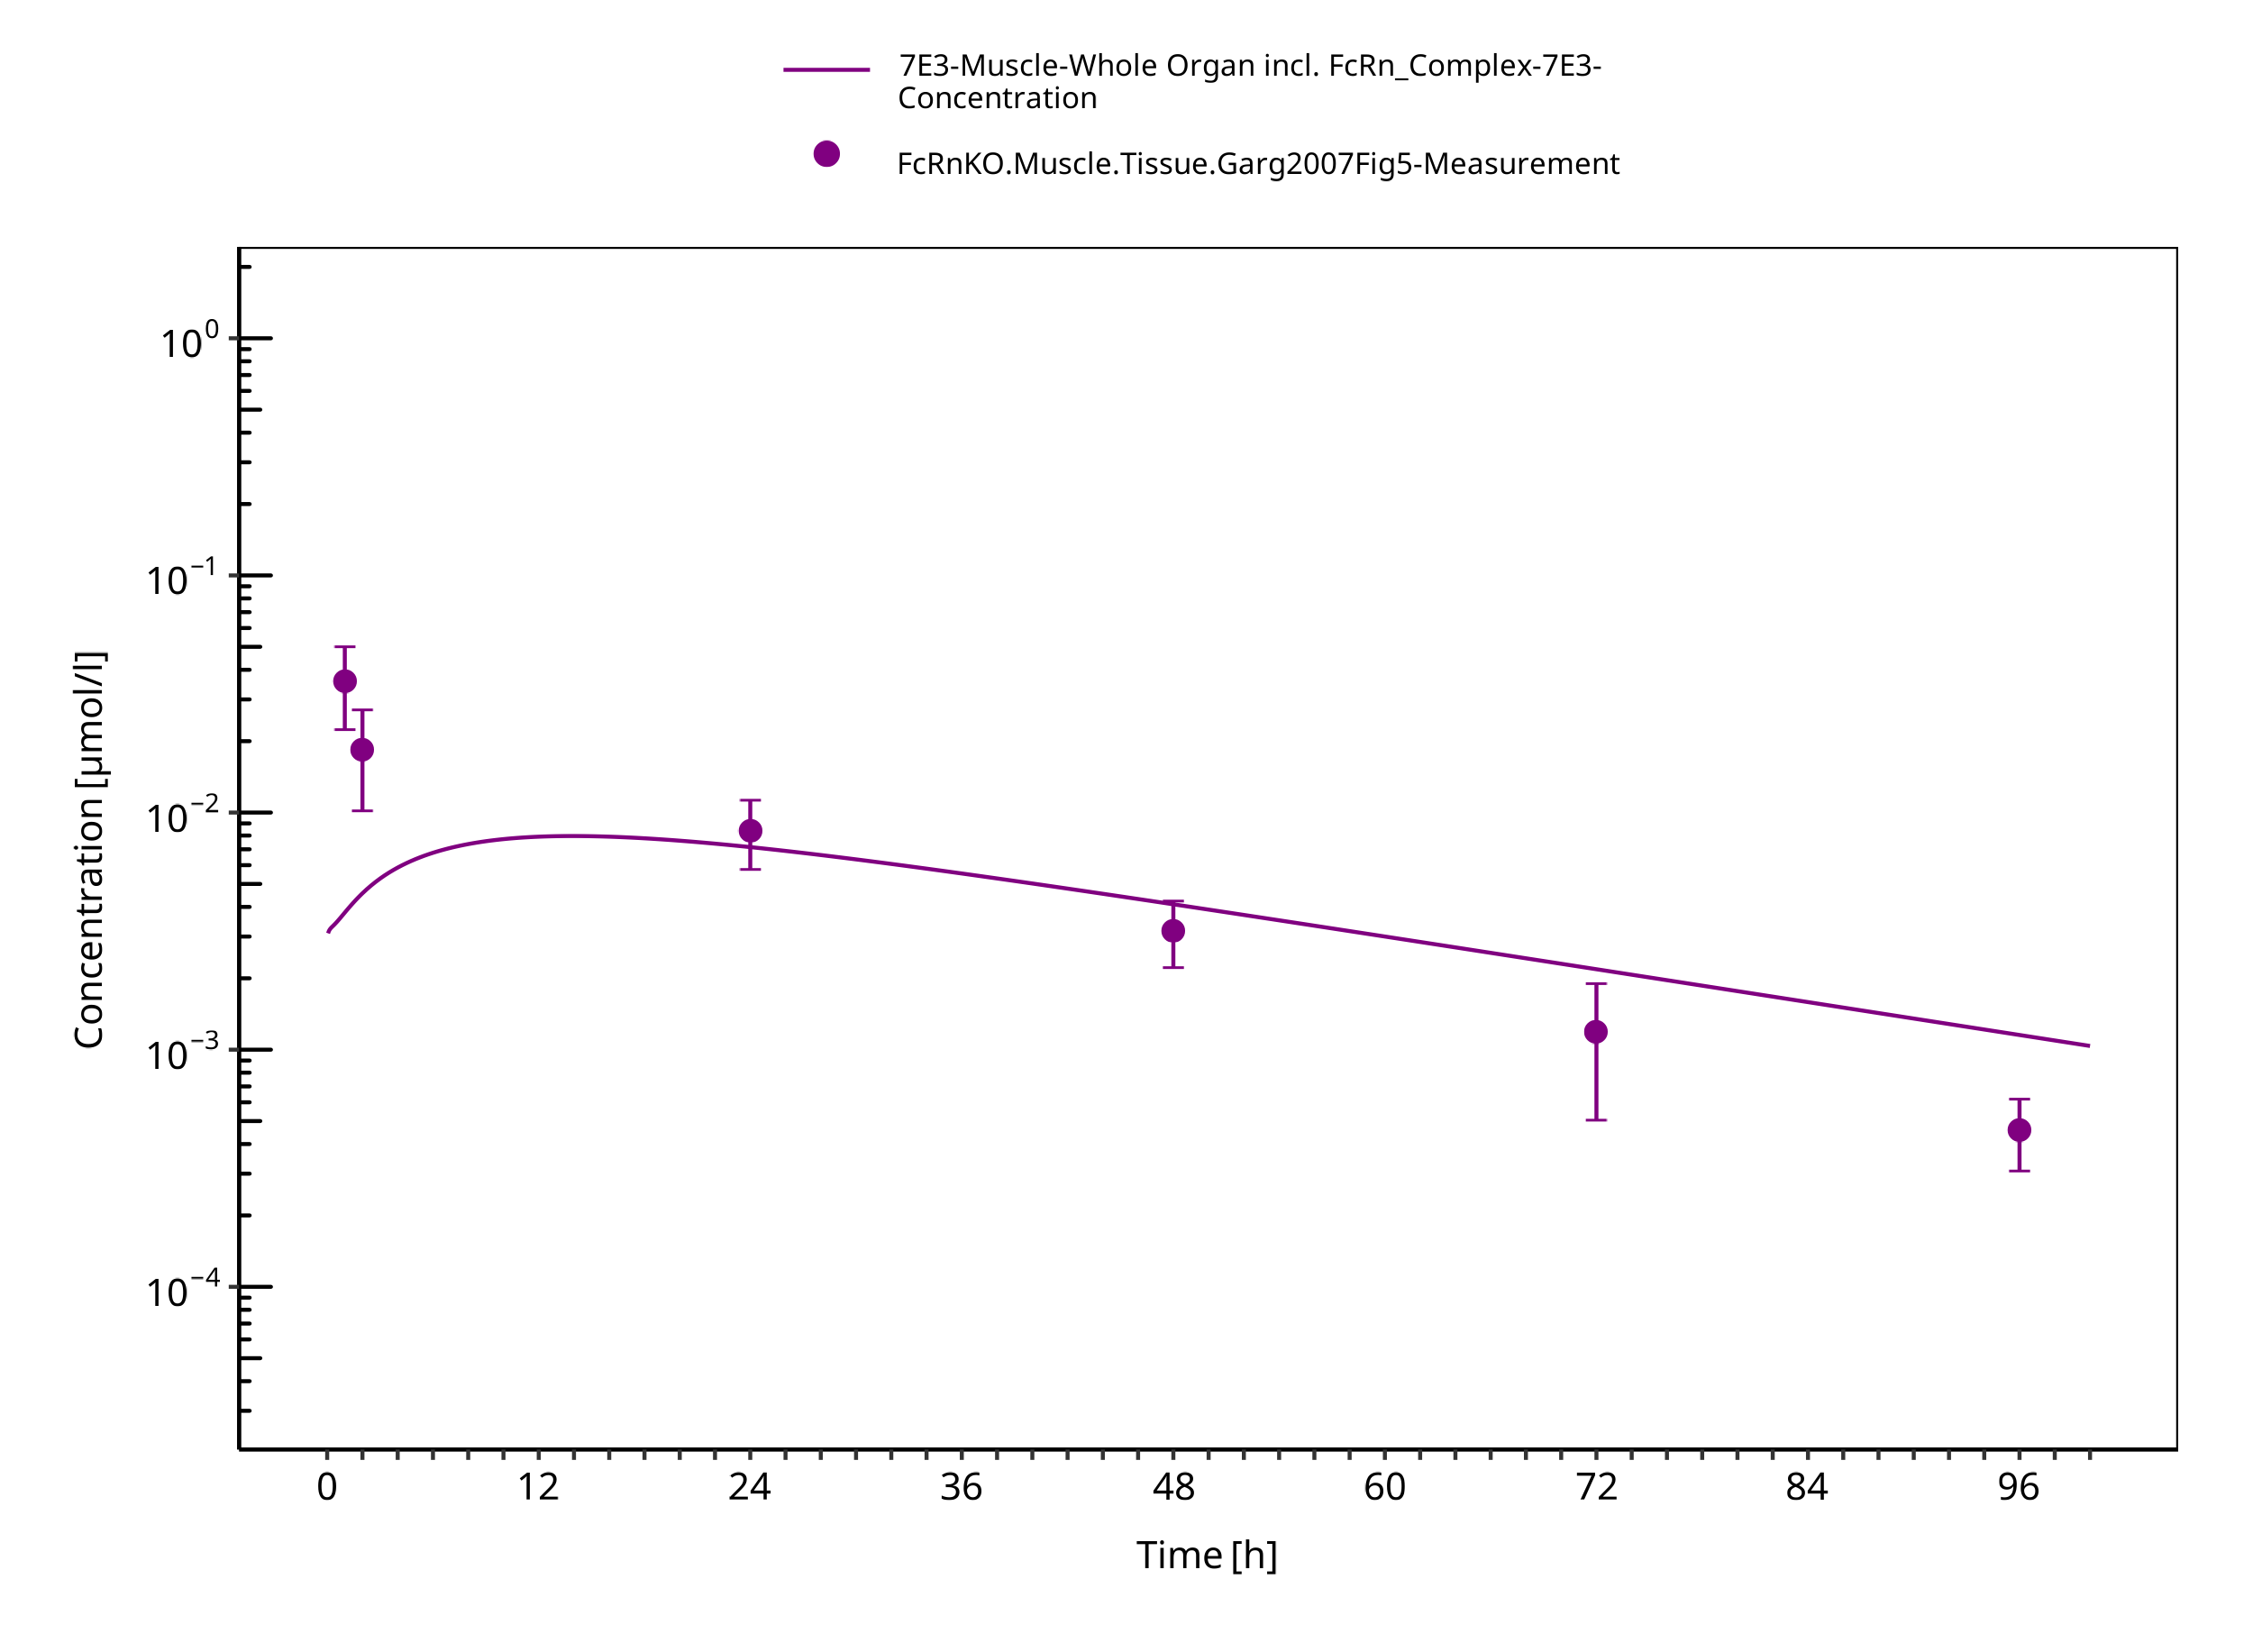 7E3-Muscle-Whole Organ incl. FcRn_Complex-7E3-
Concentration
FcRnKO.Muscle.Tissue.Garg2007Fig5-Measurement
10⁰
10⁻¹
10⁻²
10⁻³
10⁻⁴
Concentration [µmol/l]
0 12 24 36 48 60 72 84 96
Time [h]